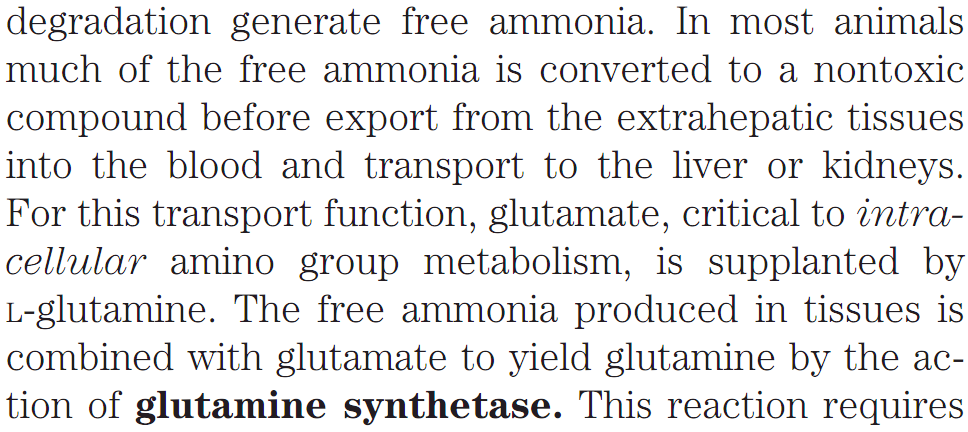 degradation generate free ammonia. In most animals
much of the free ammonia is converted to a nontoxic
compound before export from the extrahepatic tissues
into the blood and transport to the liver or kidneys.
For this transport function, glutamate, critical to intra-
cellular amino group metabolism, is supplanted by
L-glutamine. The free ammonia produced in tissues is
combined with glutamate to yield glutamine by the ac-
tion of glutamine synthetase. This reaction requires